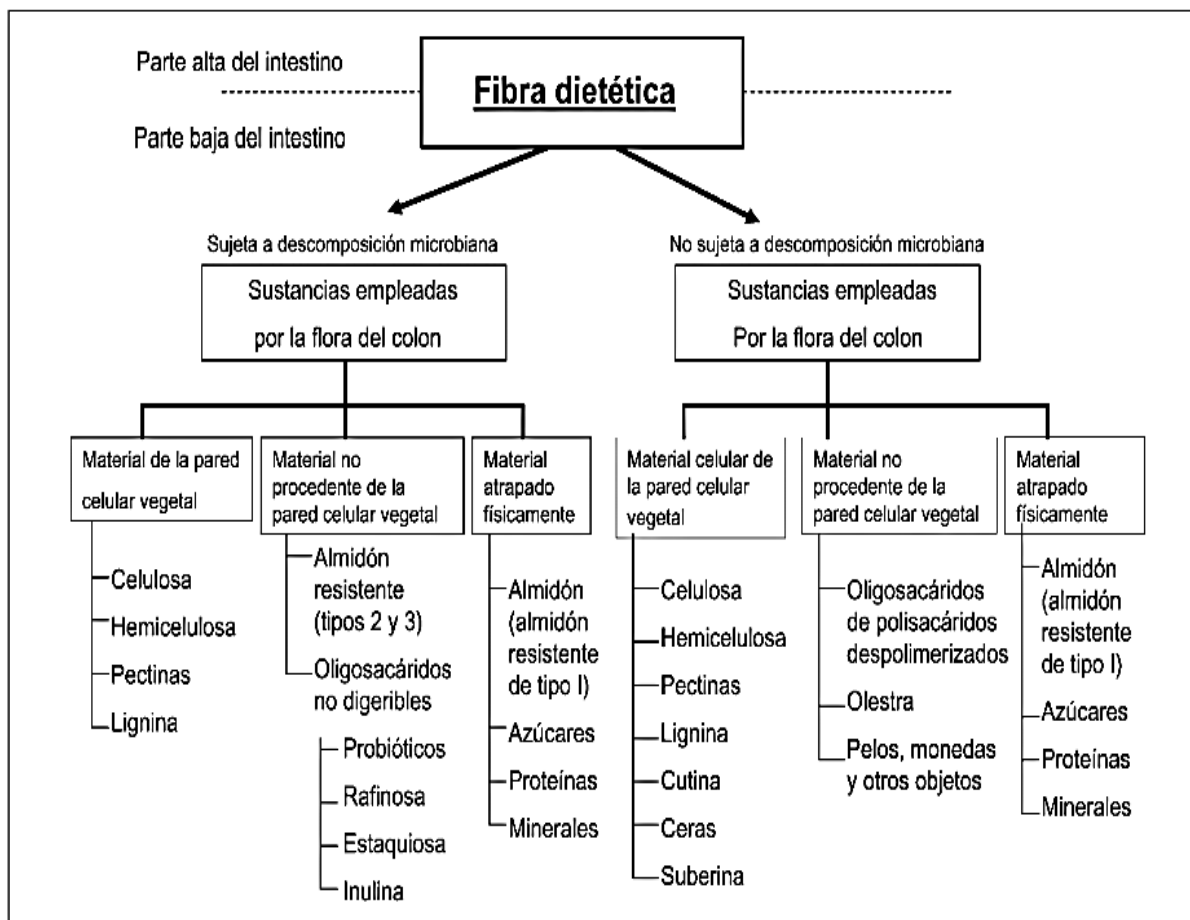 Parte alta del intestino
Fibra dietética
Parte baja del intestino
Sujeta a descomposición microbiana
Sustancias empleadas
por la flora del colon
No sujeta a descomposición microbiana
Sustancias empleadas
Por la flora del colon
Material de la pared
celular vegetal
Celulosa
Hemicelulosa
Pectinas
Lignina
Material no
procedente de la
pared celular vegetal
Almidón
resistente
(tipos 2 y 3)
Oligosacáridos
no digeribles
Probióticos
Rafinosa
Estaquiosa
Inulina
Material
atrapado
físicamente
Almidón
(almidón
resistente
de tipo I)
Azúcares
Proteínas
Minerales
Material celular de
la pared celular
vegetal
Celulosa
Hemicelulosa
Pectinas
Lignina
Cutina
Ceras
Suberina
Material no
procedente de la
pared celular vegetal
Oligosacáridos
de polisacáridos
despolimerizados
Olestra
Pelos, monedas
y otros objetos
Material
atrapado
físicamente
Almidón
(almidón
resistente
de tipo I)
Azúcares
Proteínas
Minerales